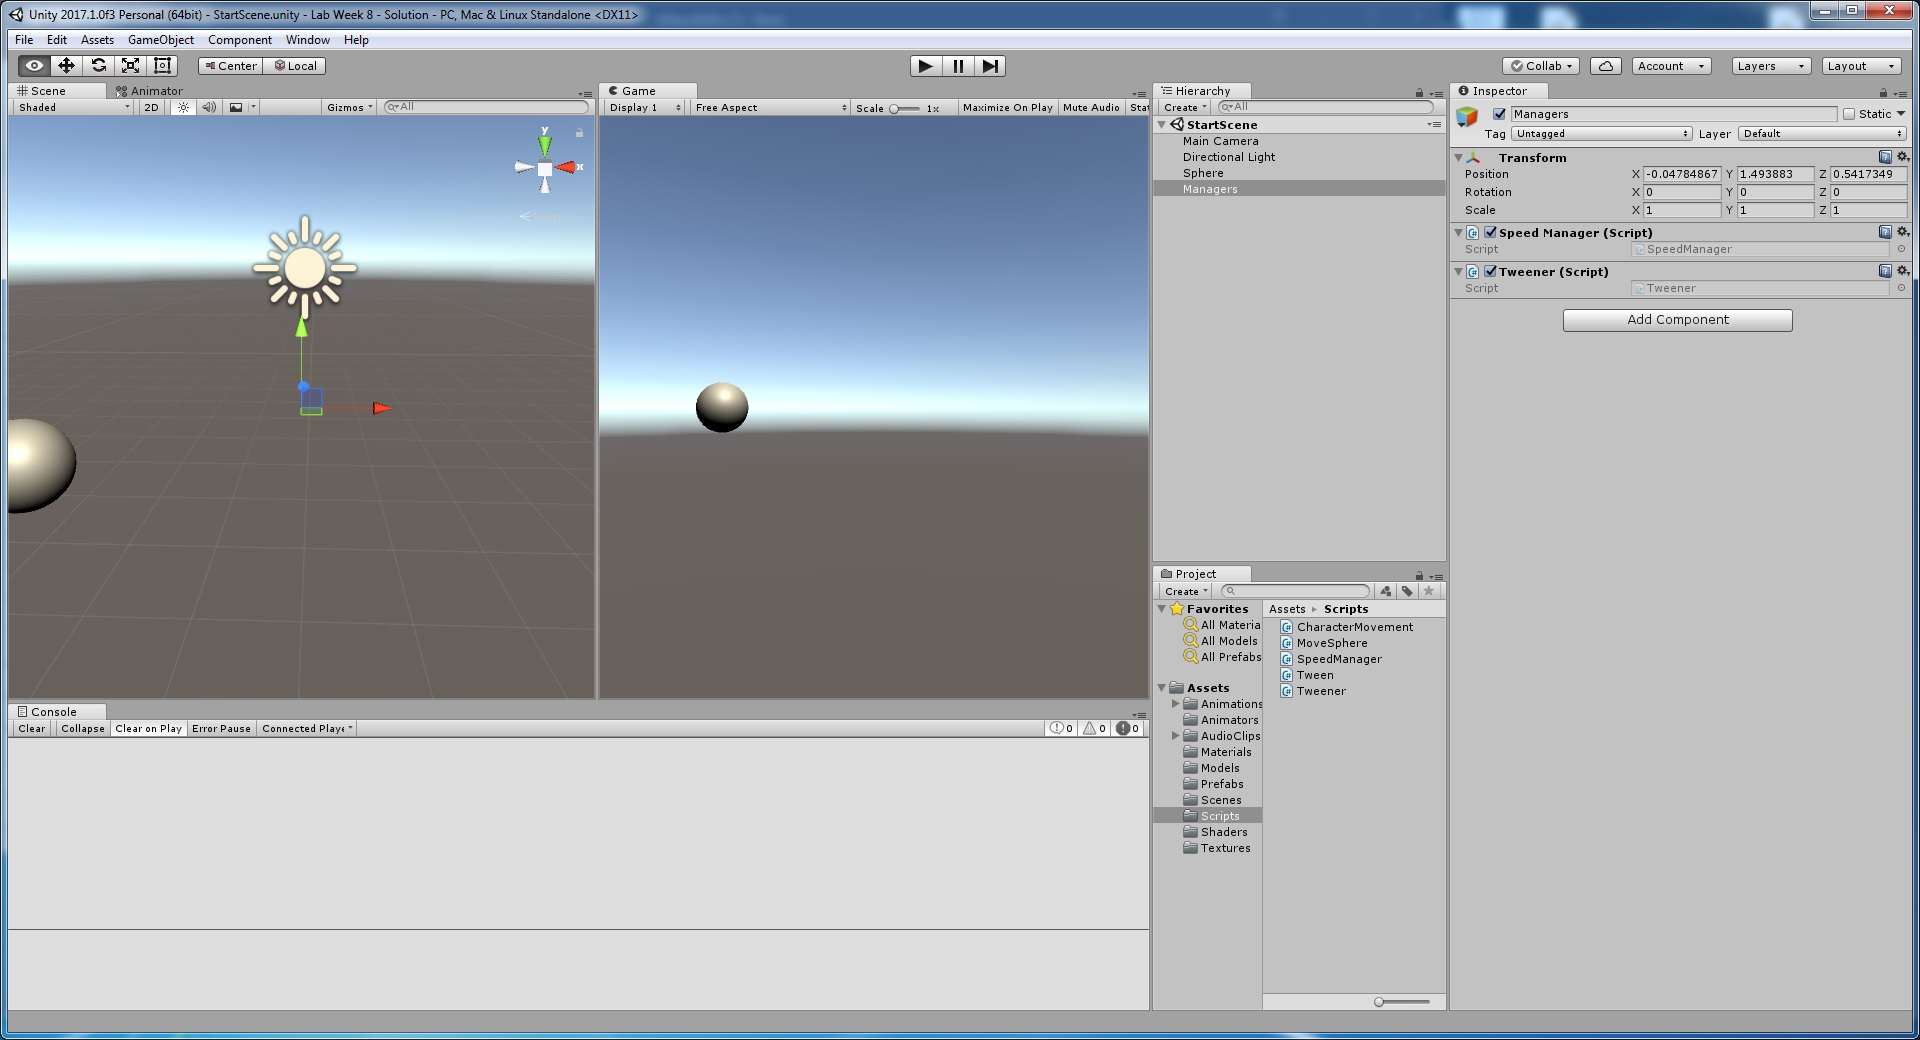 Unity 2017.1.0f3 Personal (64bit) - StartScene.unity - Lab Week 8 - Solution - PC, Mac & Linux Standalone <DX11>
File Edit Assets GameObject Component Window Help
Center Local
Collab Account Layers Layout
Scene Animator
Shaded 2D Gizmos All
y
x
Game
Display 1 Free Aspect Scale 1x Maximize On Play Mute Audio Stat
Hierarchy
Create All
StartScene
Main Camera
Directional Light
Sphere
Managers
Inspector
Managers Static
Tag Untagged Layer Default
Transform
Position X -0.04784867 Y 1.493883 Z 0.5417349
Rotation X 0 Y 0 Z 0
Scale X 1 Y 1 Z 1
Speed Manager (Script)
Script SpeedManager
Tweener (Script)
Script Tweener
Add Component
Project
Create
Favorites
All Materia
All Models
All Prefabs
Assets
Animations
Animators
AudioClips
Materials
Models
Prefabs
Scenes
Scripts
Shaders
Textures
Assets Scripts
CharacterMovement
MoveSphere
SpeedManager
Tween
Tweener
Console
Clear Collapse Clear on Play Error Pause Connected Playe
0 0 0